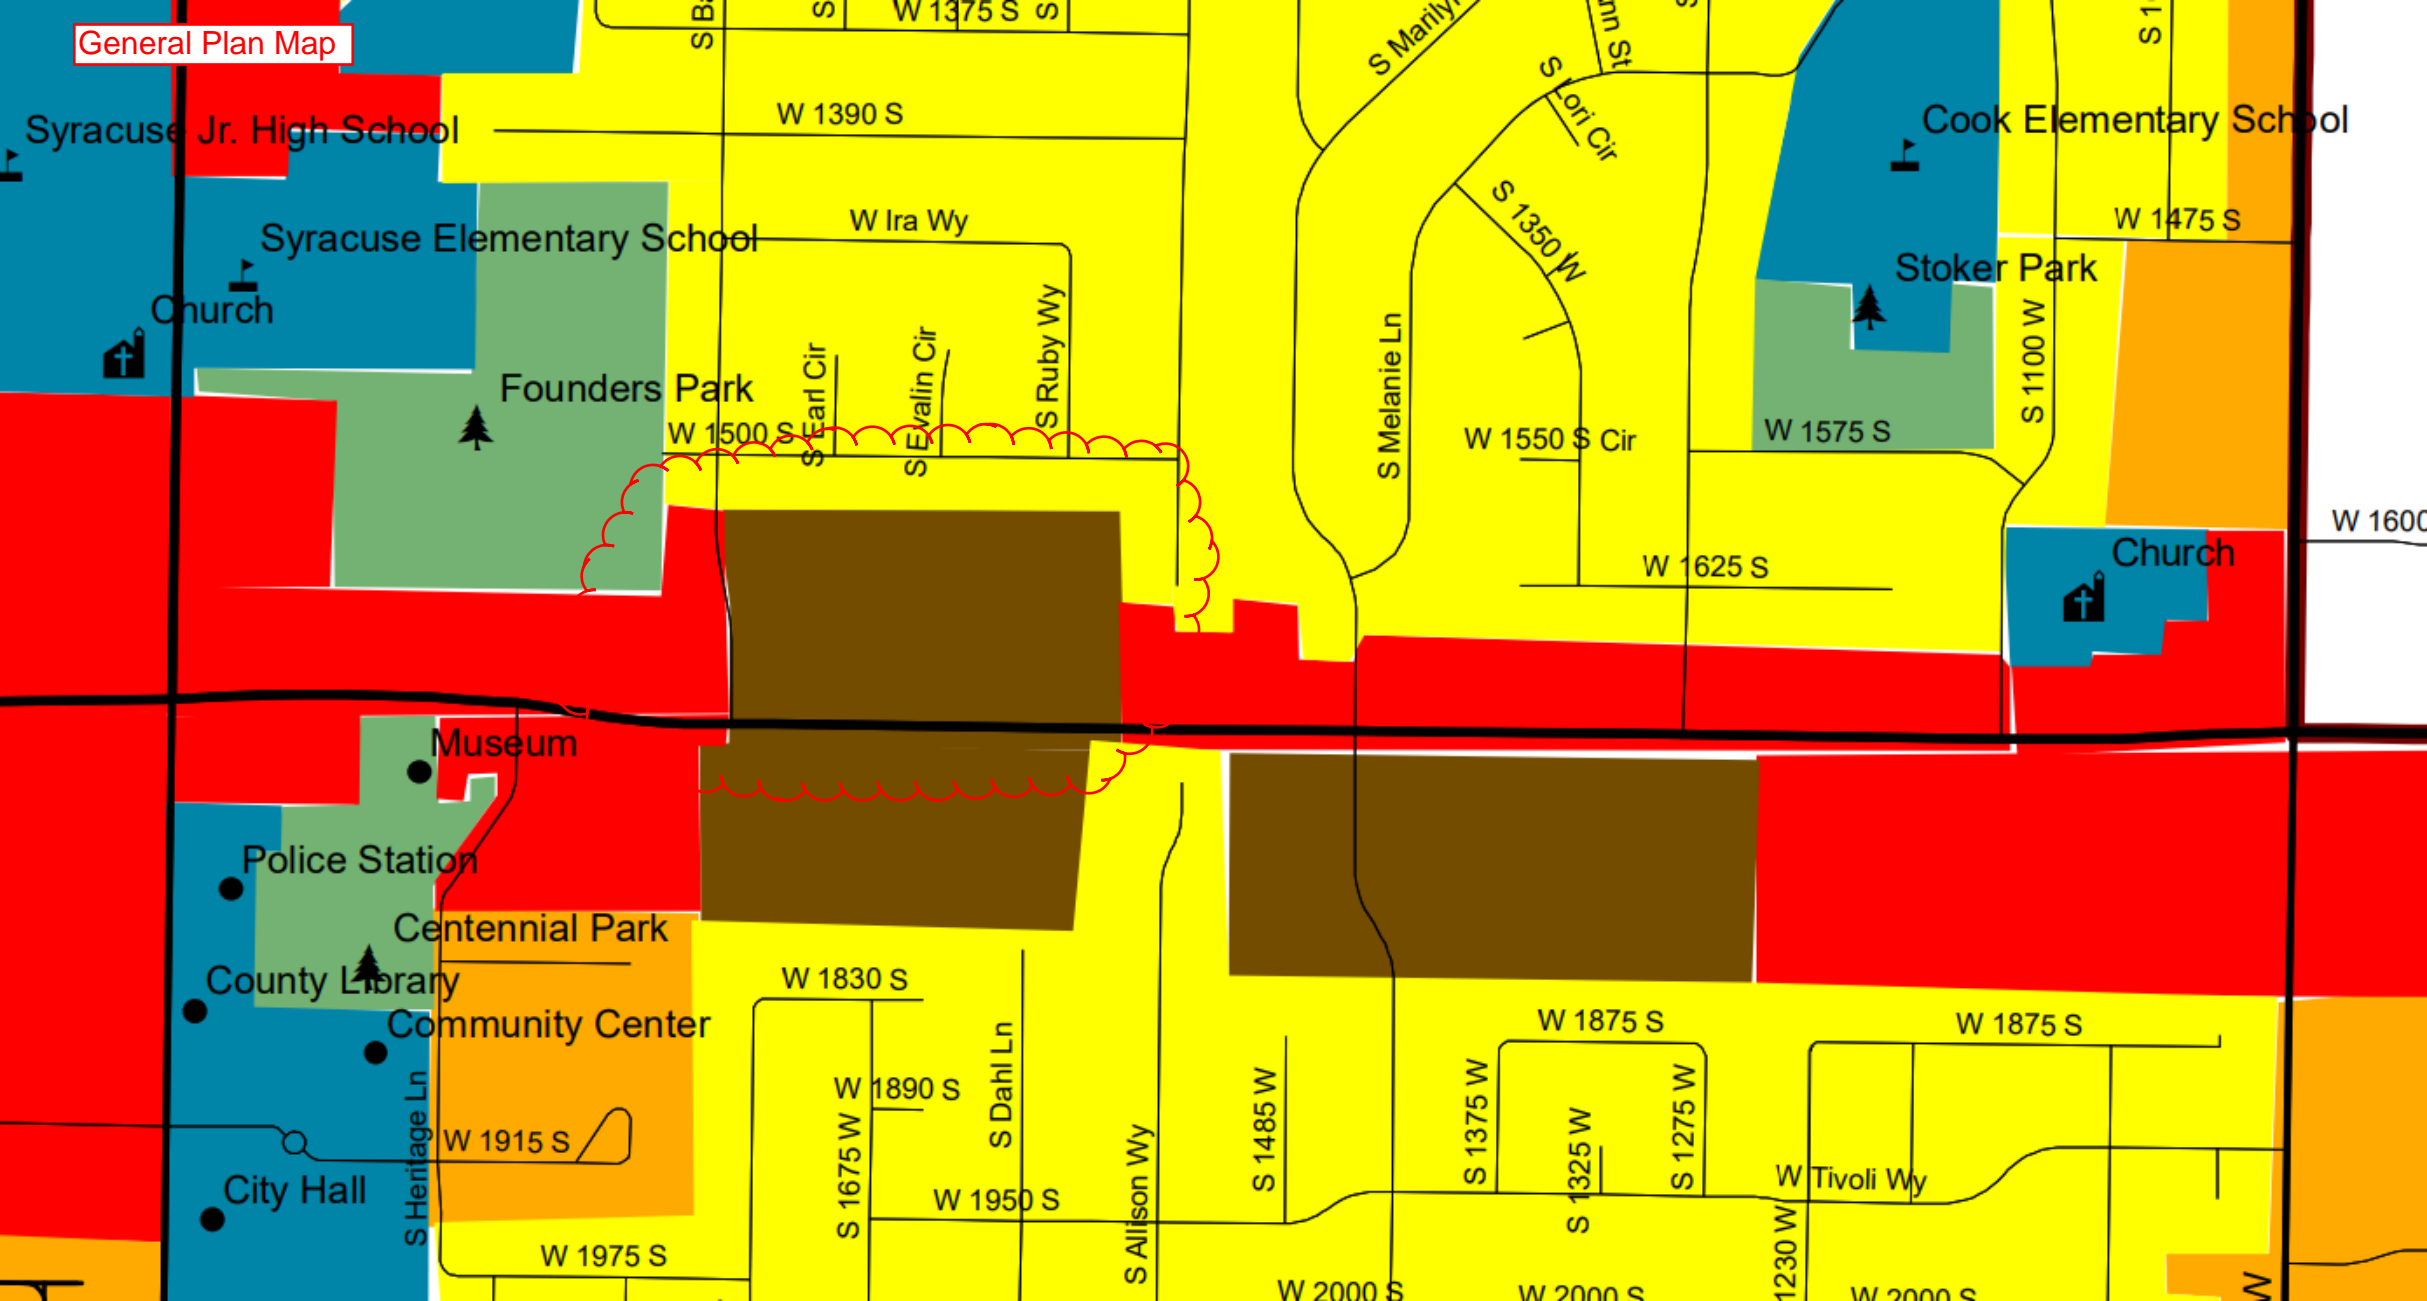 General Plan Map
W 1375 S
S Marilyn
W 1390 S
S Lori Cir
Syracuse Jr. High School
Cook Elementary School
Syracuse Elementary School
W Ira Wy
S 1350 W
W 1475 S
Church
Stoker Park
Founders Park
S Earl Cir
S Evalin Cir
S Ruby Wy
S Melanie Ln
S 1100 W
W 1500 S
W 1550 S Cir
W 1575 S
W 1600
Church
W 1625 S
Museum
Police Station
Centennial Park
County Library
Community Center
W 1830 S
W 1875 S
W 1875 S
W 1890 S
S Dahl Ln
S Heritage Ln
W 1915 S
S 1675 W
S Allison Wy
S 1485 W
S 1375 W
S 1325 W
S 1275 W
W Tivoli Wy
City Hall
W 1950 S
W 1975 S
1230 W
W 2000 S
W 2000 S
W 2000 S
W